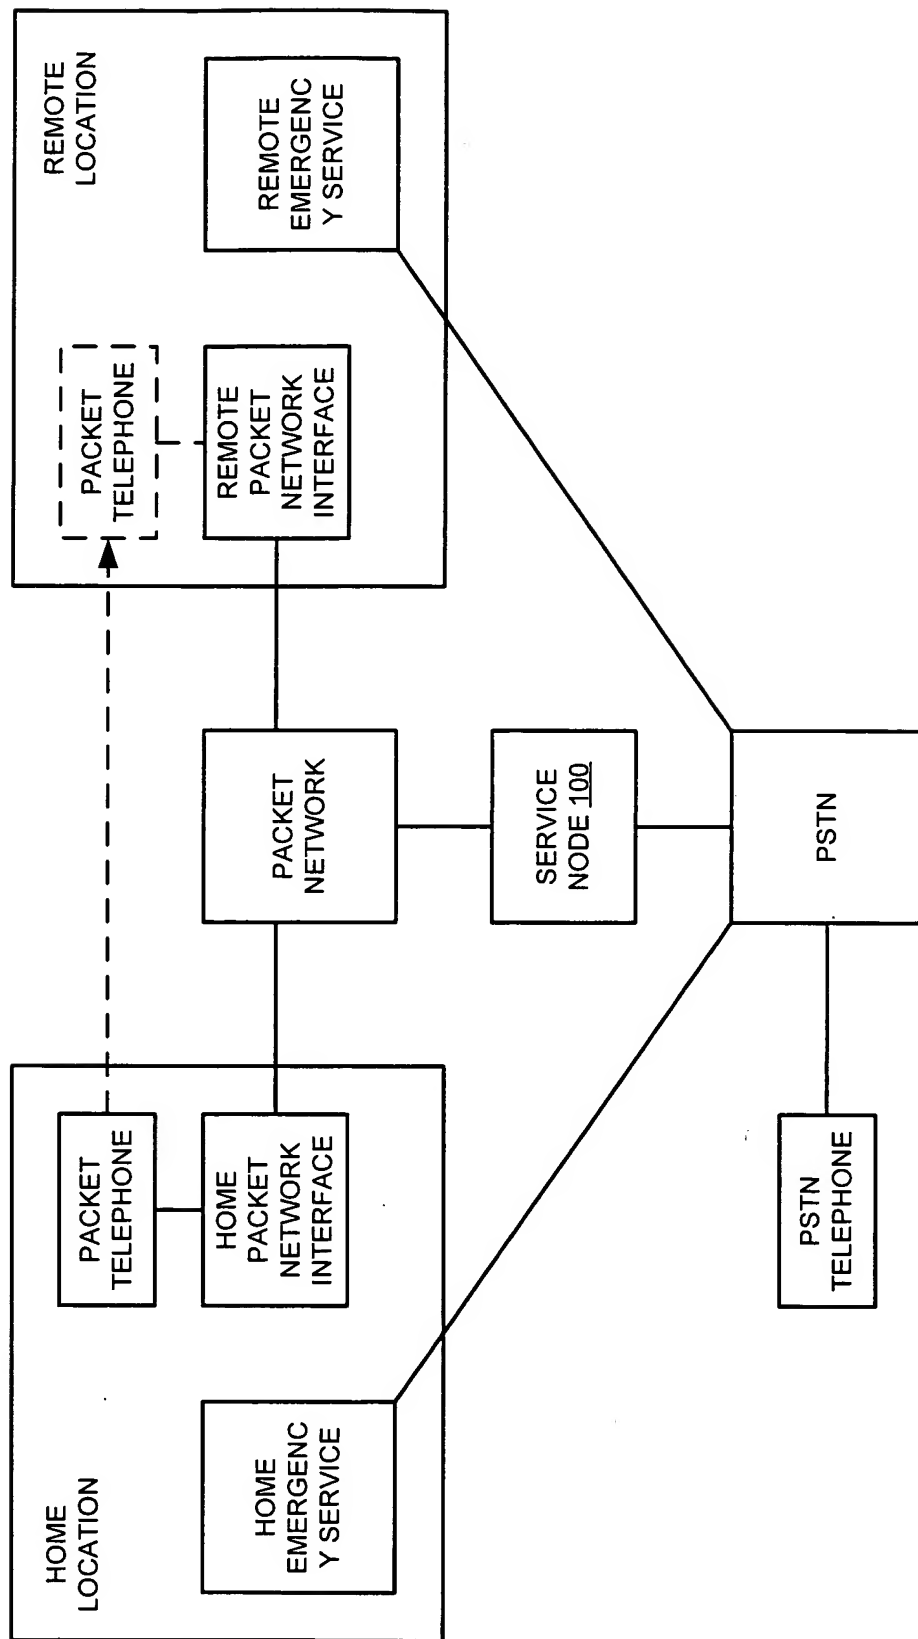 HOME
LOCATION
HOME
EMERGENC
Y SERVICE
PACKET
TELEPHONE
HOME
PACKET
NETWORK
INTERFACE
PACKET
NETWORK
SERVICE
NODE 100
PSTN
PSTN
TELEPHONE
PACKET
TELEPHONE
REMOTE
PACKET
NETWORK
INTERFACE
REMOTE
LOCATION
REMOTE
EMERGENC
Y SERVICE